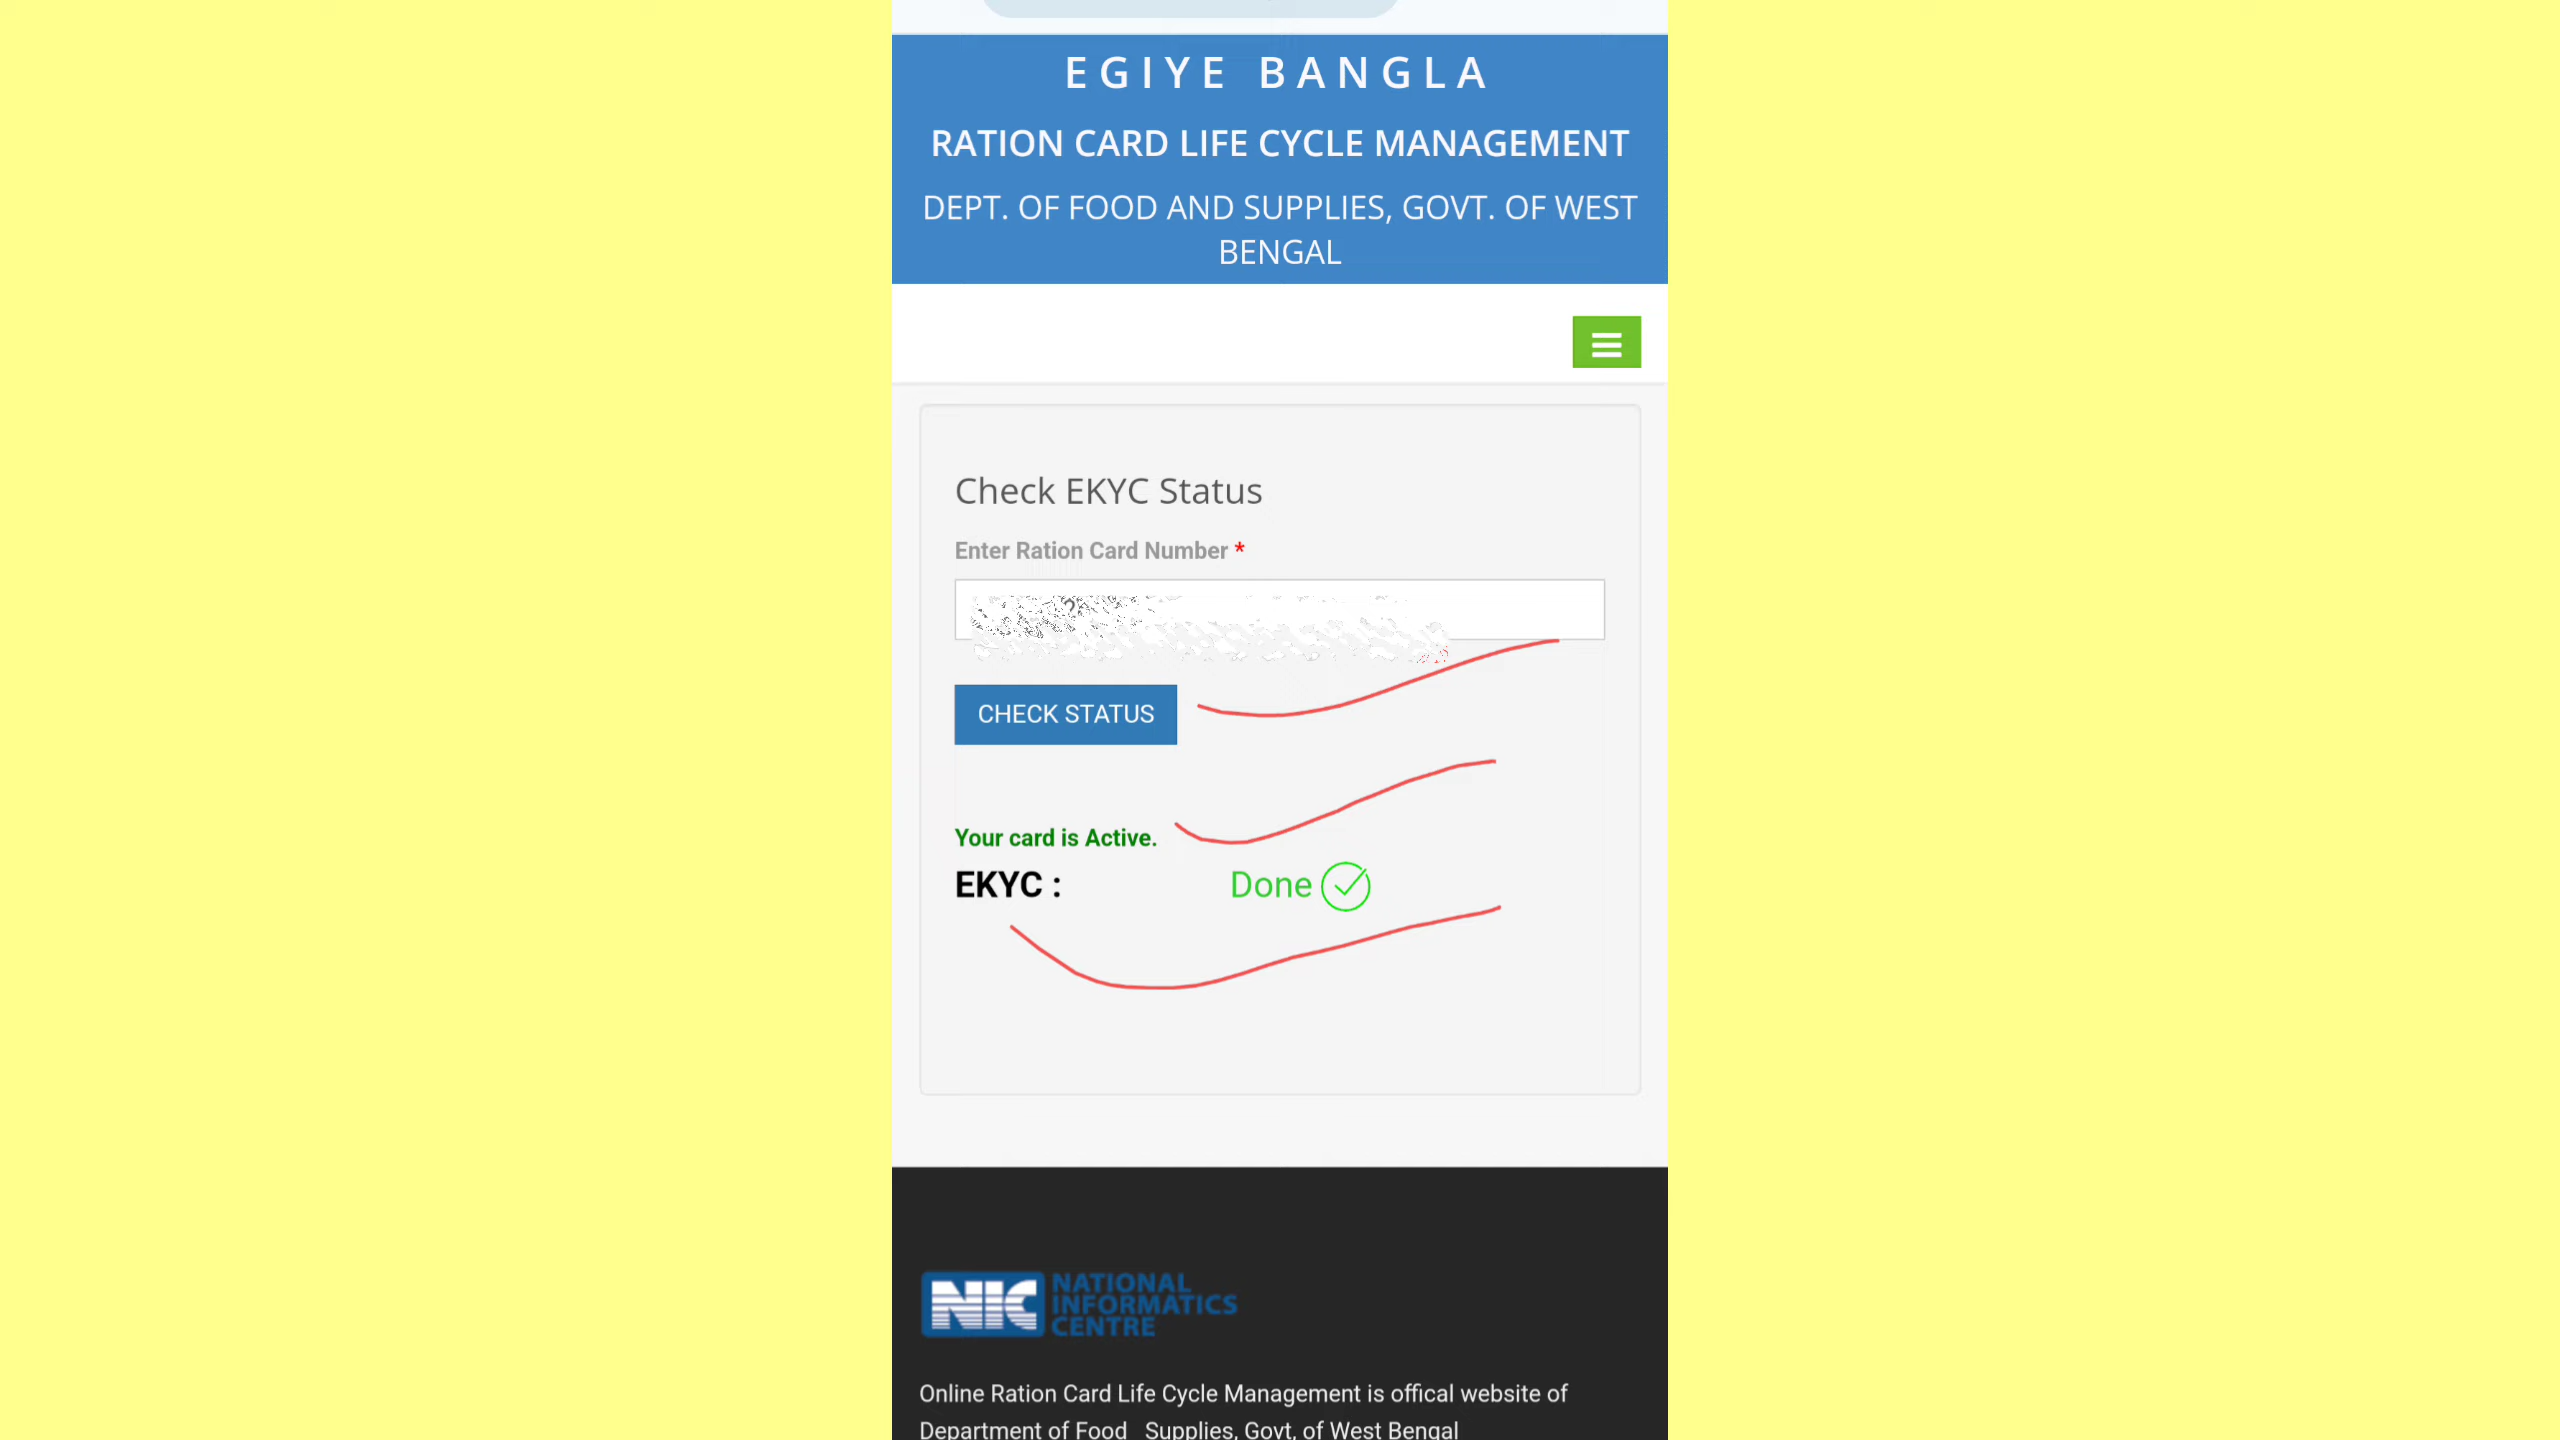 EGIYE BANGLA
RATION CARD LIFE CYCLE MANAGEMENT
DEPT. OF FOOD AND SUPPLIES, GOVT. OF WEST
BENGAL
Check EKYC Status
Enter Ration Card Number *
CHECK STATUS
Your card is Active.
EKYC :
Done
NIC
NATIONAL
INFORMATICS
CENTRE
Online Ration Card Life Cycle Management is offical website of
Department of Food Supplies, Govt, of West Bengal